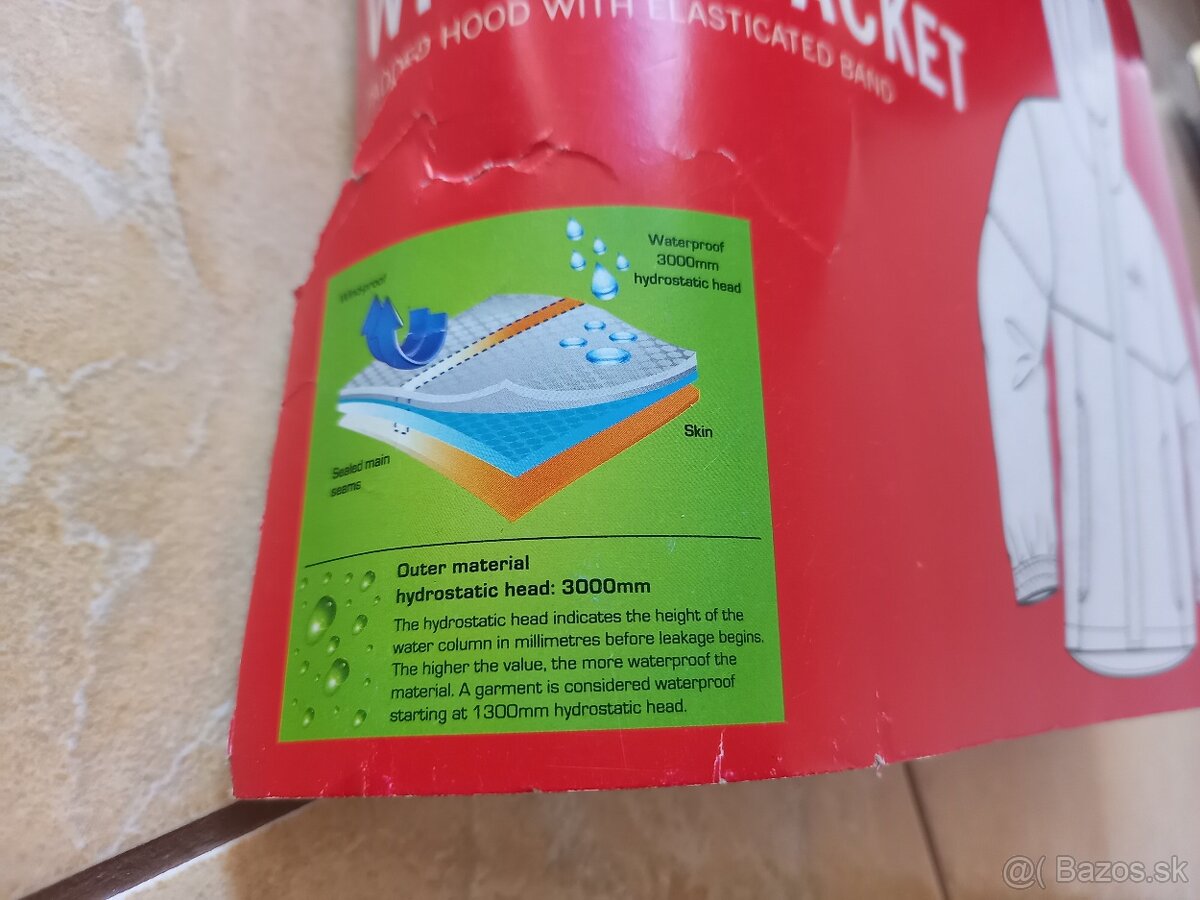 ACKET
HOOD WITH ELASTICATED BAND
Windproof
Waterproof
3000mm
hydrostatic head
Skin
Sealed main
seams
Outer material
hydrostatic head: 3000mm
The hydrostatic head indicates the height of the
water column in millimetres before leakage begins.
The higher the value, the more waterproof the
material. A garment is considered waterproof
starting at 1300mm hydrostatic head.
@( Bazos.sk